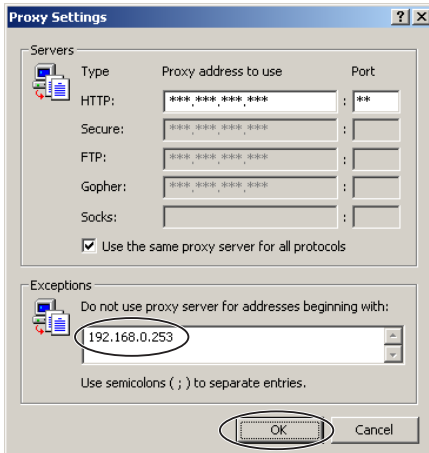 Proxy Settings
Servers
Type Proxy address to use Port
HTTP: ***.***.***.*** : **
Secure: ***.***.***.*** :
FTP: ***.***.***.*** :
Gopher: ***.***.***.*** :
Socks: :
Use the same proxy server for all protocols
Exceptions
Do not use proxy server for addresses beginning with:
192.168.0.253
Use semicolons ( ; ) to separate entries.
OK Cancel